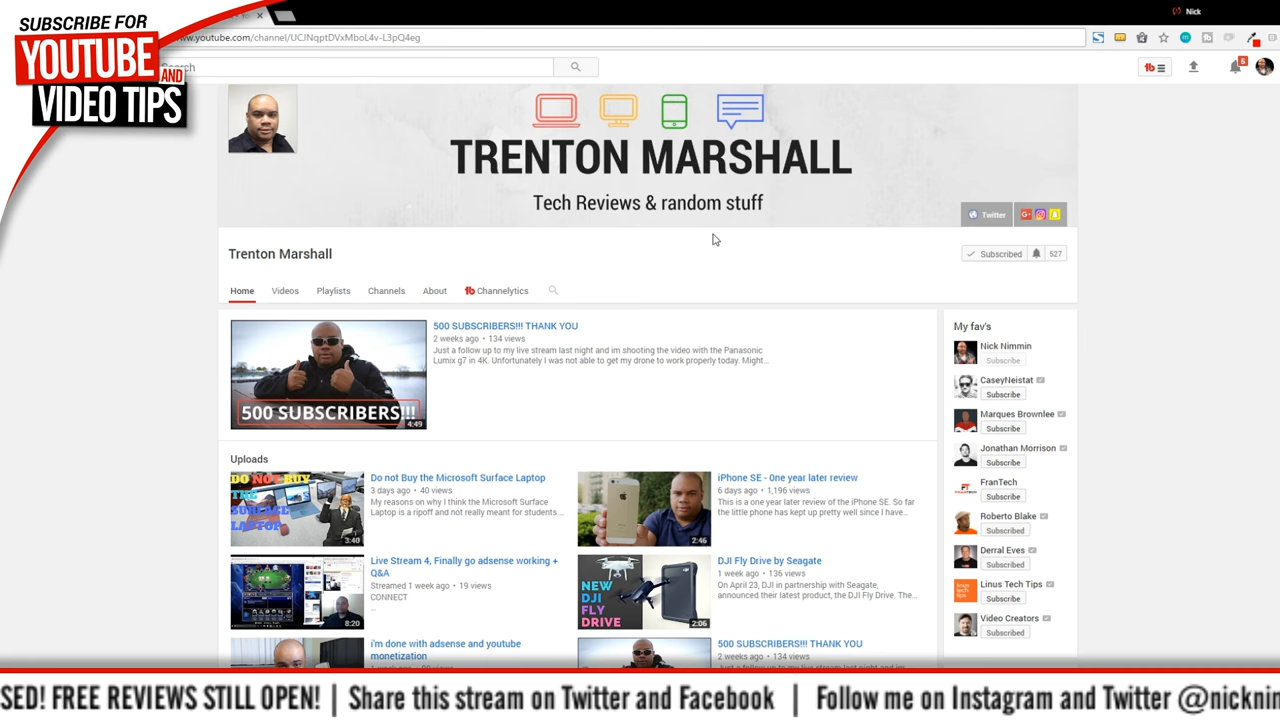 SUBSCRIBE FOR
YOUTUBE
AND
VIDEO TIPS
Nick
www.youtube.com/channel/UCJNqptDVxMboL4v-L3pQ4eg
Search
5
TRENTON MARSHALL
Tech Reviews & random stuff
Twitter
Trenton Marshall
Subscribed 527
Home Videos Playlists Channels About Channelytics
500 SUBSCRIBERS!!! THANK YOU
2 weeks ago • 134 views
Just a follow up to my live stream last night and im shooting the video with the Panasonic
Lumix g7 in 4K. Unfortunately I was not able to get my drone to work properly today. Might...
500 SUBSCRIBERS!!!
4:49
Uploads
DO NOT BUY
THE
SURFACE
LAPTOP
3:40
Do not Buy the Microsoft Surface Laptop
3 days ago • 40 views
My reasons on why I think the Microsoft Surface
Laptop is a ripoff and not really meant for students....
2:46
iPhone SE - One year later review
6 days ago • 1,196 views
This is a one year later review of the iPhone SE. So far
the little phone has kept up pretty well since I have...
8:20
Live Stream 4, Finally go adsense working +
Q&A
Streamed 1 week ago • 19 views
CONNECT
...
NEW
DJI
FLY
DRIVE
2:06
DJI Fly Drive by Seagate
1 week ago • 136 views
On April 23, DJI in partnership with Seagate,
announced their latest product, the DJI Fly Drive. The...
i'm done with adsense and youtube
monetization
500 SUBSCRIBERS!!! THANK YOU
2 weeks ago • 134 views
My fav's
Nick Nimmin
Subscribe
CaseyNeistat
Subscribe
Marques Brownlee
Subscribe
Jonathan Morrison
Subscribe
FranTech
Subscribe
Roberto Blake
Subscribed
Derral Eves
Subscribed
Linus Tech Tips
Subscribe
Video Creators
Subscribed
SED! FREE REVIEWS STILL OPEN! | Share this stream on Twitter and Facebook | Follow me on Instagram and Twitter @nicknin